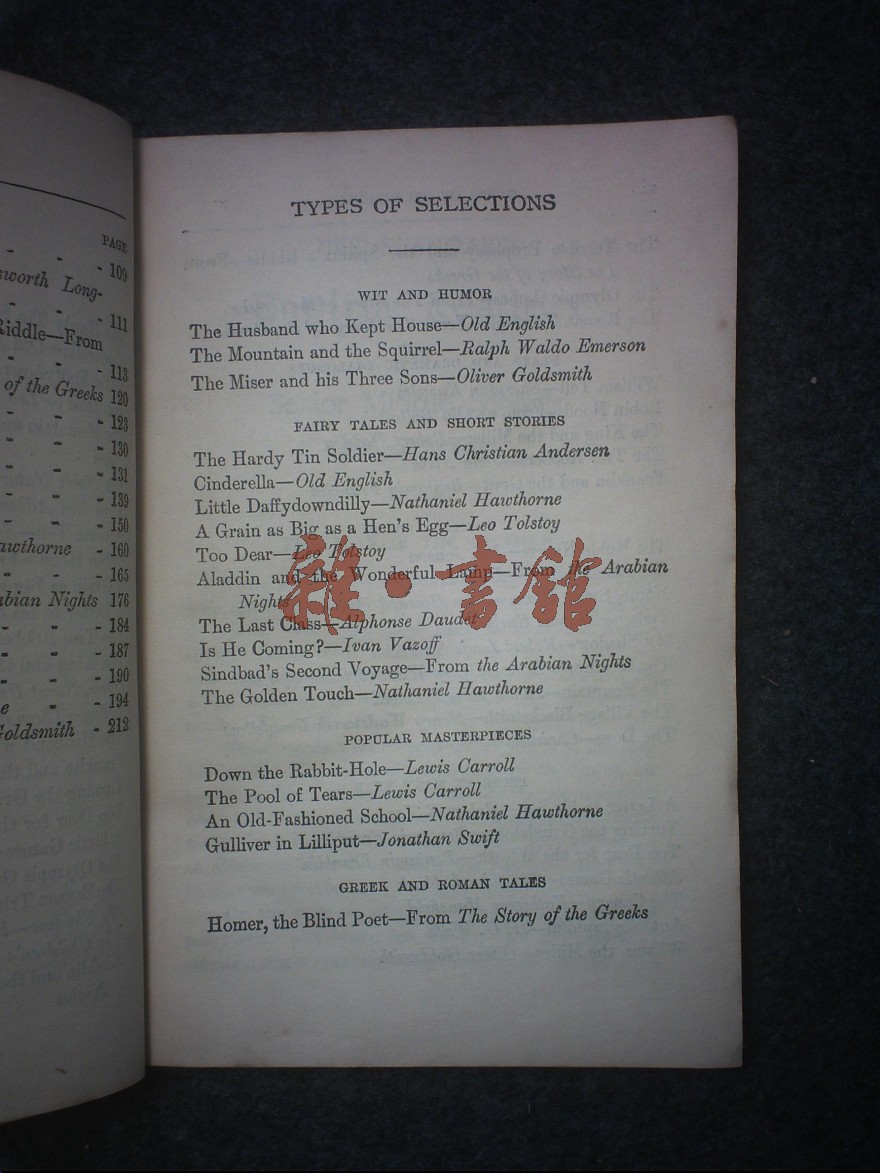 PAGE
- - - 109
sworth Long-
- - - 111
Riddle—From
- - - 113
of the Greeks 120
- - - 123
- - - 130
- - - 131
- - - 139
- - - 150
awthorne - 160
- - - 165
abian Nights 176
- - - 184
- - - 187
- - - 190
e - - 194
Goldsmith - 212
TYPES OF SELECTIONS
WIT AND HUMOR
The Husband who Kept House—Old English
The Mountain and the Squirrel—Ralph Waldo Emerson
The Miser and his Three Sons—Oliver Goldsmith
FAIRY TALES AND SHORT STORIES
The Hardy Tin Soldier—Hans Christian Andersen
Cinderella—Old English
Little Daffydowndilly—Nathaniel Hawthorne
A Grain as Big as a Hen's Egg—Leo Tolstoy
Too Dear—Leo Tolstoy
Aladdin and the Wonderful Lamp—From the Arabian
Nights
The Last Class—Alphonse Daudet
Is He Coming?—Ivan Vazoff
Sindbad's Second Voyage—From the Arabian Nights
The Golden Touch—Nathaniel Hawthorne
POPULAR MASTERPIECES
Down the Rabbit-Hole—Lewis Carroll
The Pool of Tears—Lewis Carroll
An Old-Fashioned School—Nathaniel Hawthorne
Gulliver in Lilliput—Jonathan Swift
GREEK AND ROMAN TALES
Homer, the Blind Poet—From The Story of the Greeks
雜·書館